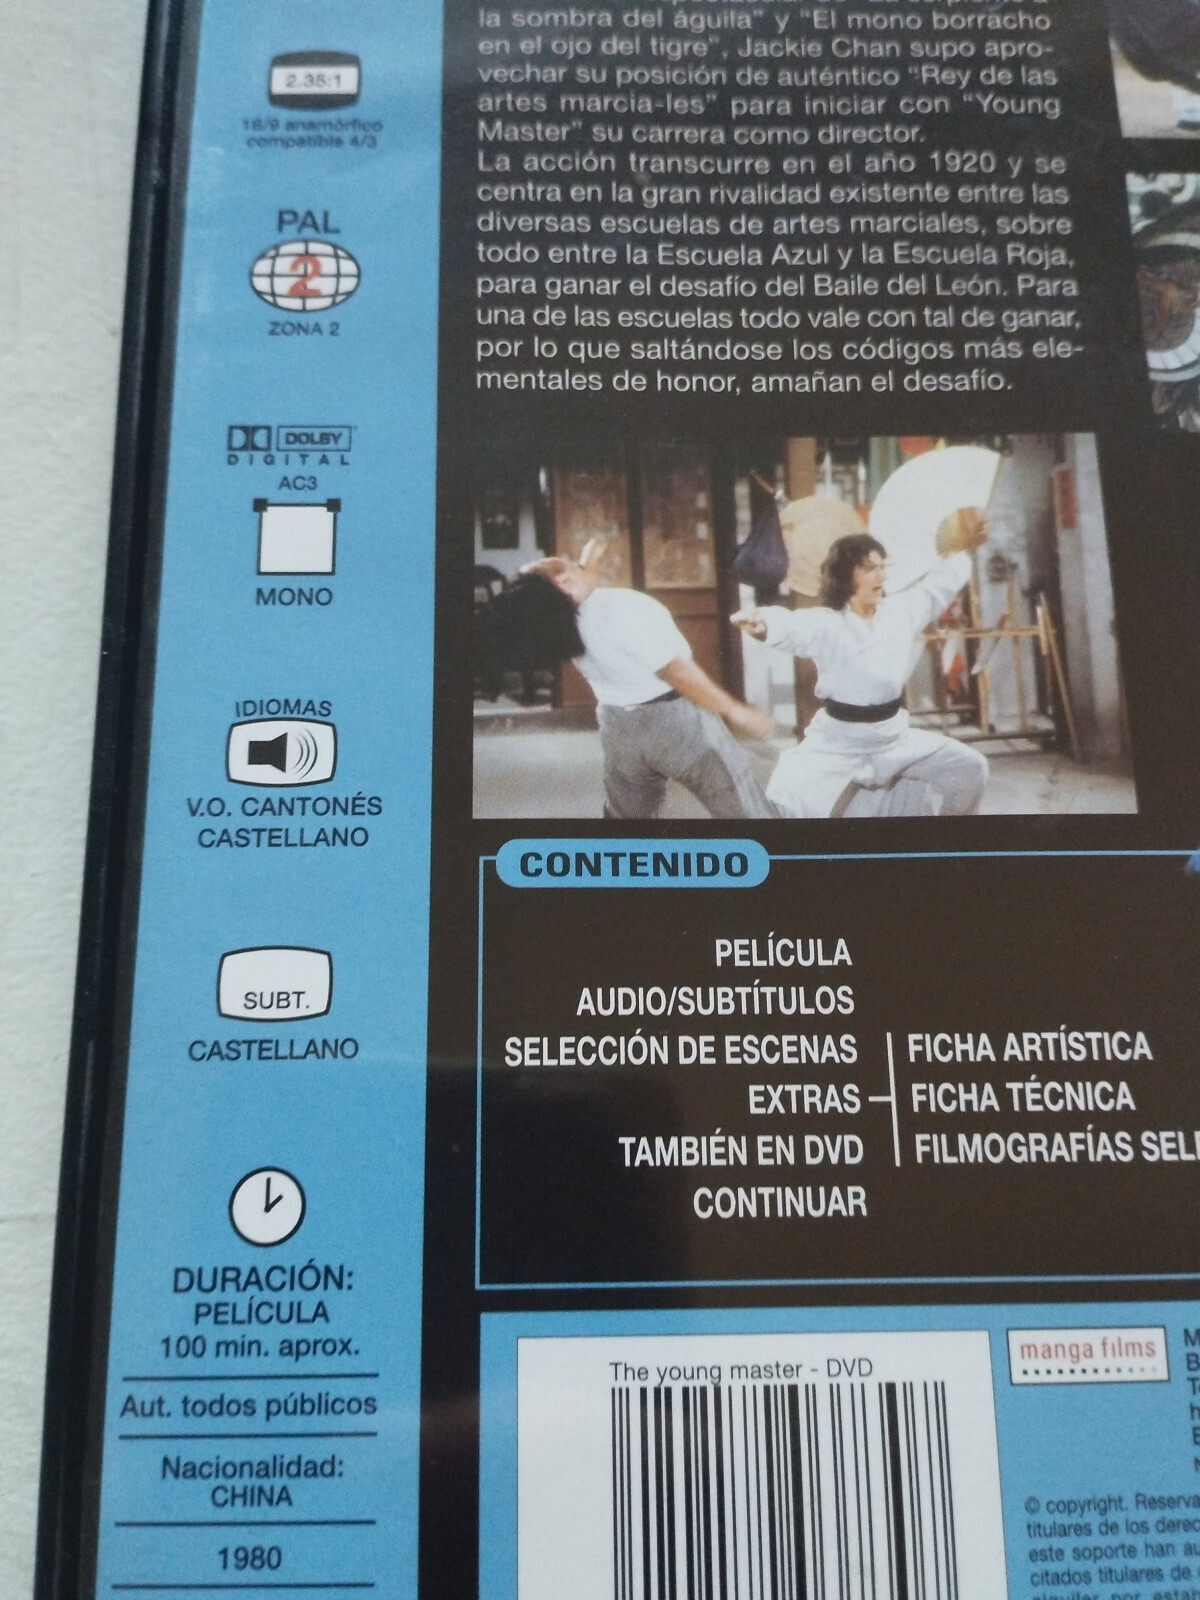 la sombra del águila" y "El mono borracho
en el ojo del tigre", Jackie Chan supo apro-
vechar su posición de auténtico "Rey de las
artes marcia-les" para iniciar con "Young
Master" su carrera como director.
La acción transcurre en el año 1920 y se
centra en la gran rivalidad existente entre las
diversas escuelas de artes marciales, sobre
todo entre la Escuela Azul y la Escuela Roja,
para ganar el desafío del Baile del León. Para
una de las escuelas todo vale con tal de ganar,
por lo que saltándose los códigos más ele-
mentales de honor, amañan el desafío.
2.35:1
16/9 anamórfico
compatible 4/3
PAL
2
ZONA 2
DOLBY
DIGITAL
AC3
MONO
IDIOMAS
V.O. CANTONÉS
CASTELLANO
SUBT.
CASTELLANO
DURACIÓN:
PELÍCULA
100 min. aprox.
Aut. todos públicos
Nacionalidad:
CHINA
1980
CONTENIDO
PELÍCULA
AUDIO/SUBTÍTULOS
SELECCIÓN DE ESCENAS
EXTRAS
TAMBIÉN EN DVD
CONTINUAR
FICHA ARTÍSTICA
FICHA TÉCNICA
FILMOGRAFÍAS
The young master - DVD
manga films
© copyright.
titulares de los
este soporte han
citados titulares de